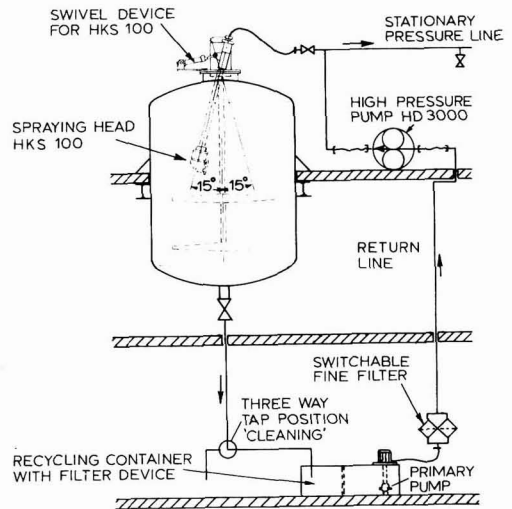 SWIVEL DEVICE
FOR HKS 100
STATIONARY
PRESSURE LINE
HIGH PRESSURE
PUMP HD 3000
SPRAYING HEAD
HKS 100
15° 15°
RETURN
LINE
SWITCHABLE
FINE FILTER
THREE WAY
TAP POSITION
'CLEANING'
RECYCLING CONTAINER
WITH FILTER DEVICE
PRIMARY
PUMP